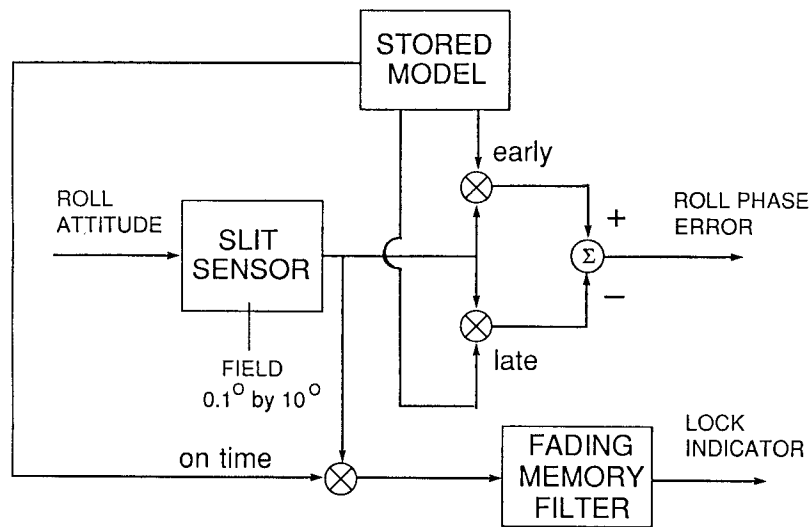 STORED
MODEL
early
ROLL
ATTITUDE
SLIT
SENSOR
+
ROLL PHASE
ERROR
Σ
−
late
FIELD
0.1° by 10°
on time
FADING
MEMORY
FILTER
LOCK
INDICATOR